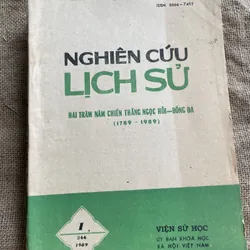 ISSN. 0866-7497
NGHIÊN CỨU
LỊCH SỬ
HAI TRĂM NĂM CHIẾN THẮNG NGỌC HỒI—ĐỐNG ĐA
(1789 - 1989)
1
244
1989
VIỆN SỬ HỌC
ỦY BAN KHOA HỌC
XÃ HỘI VIỆT NAM